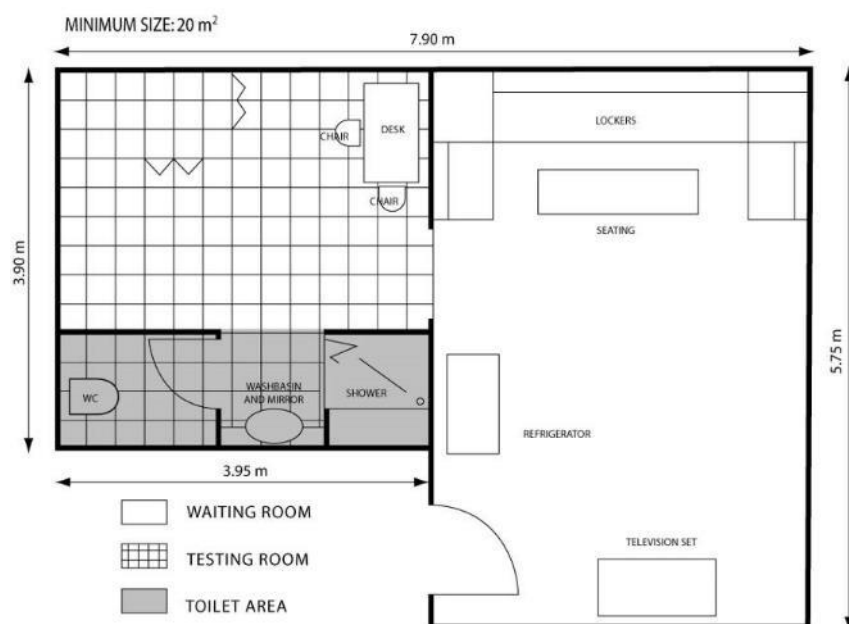 MINIMUM SIZE: 20 m²
7.90 m
LOCKERS
DESK
CHAIR
CHAIR
SEATING
3.90 m
5.75 m
WC
WASHBASIN
AND MIRROR
SHOWER
REFRIGERATOR
3.95 m
WAITING ROOM
TESTING ROOM
TOILET AREA
TELEVISION SET